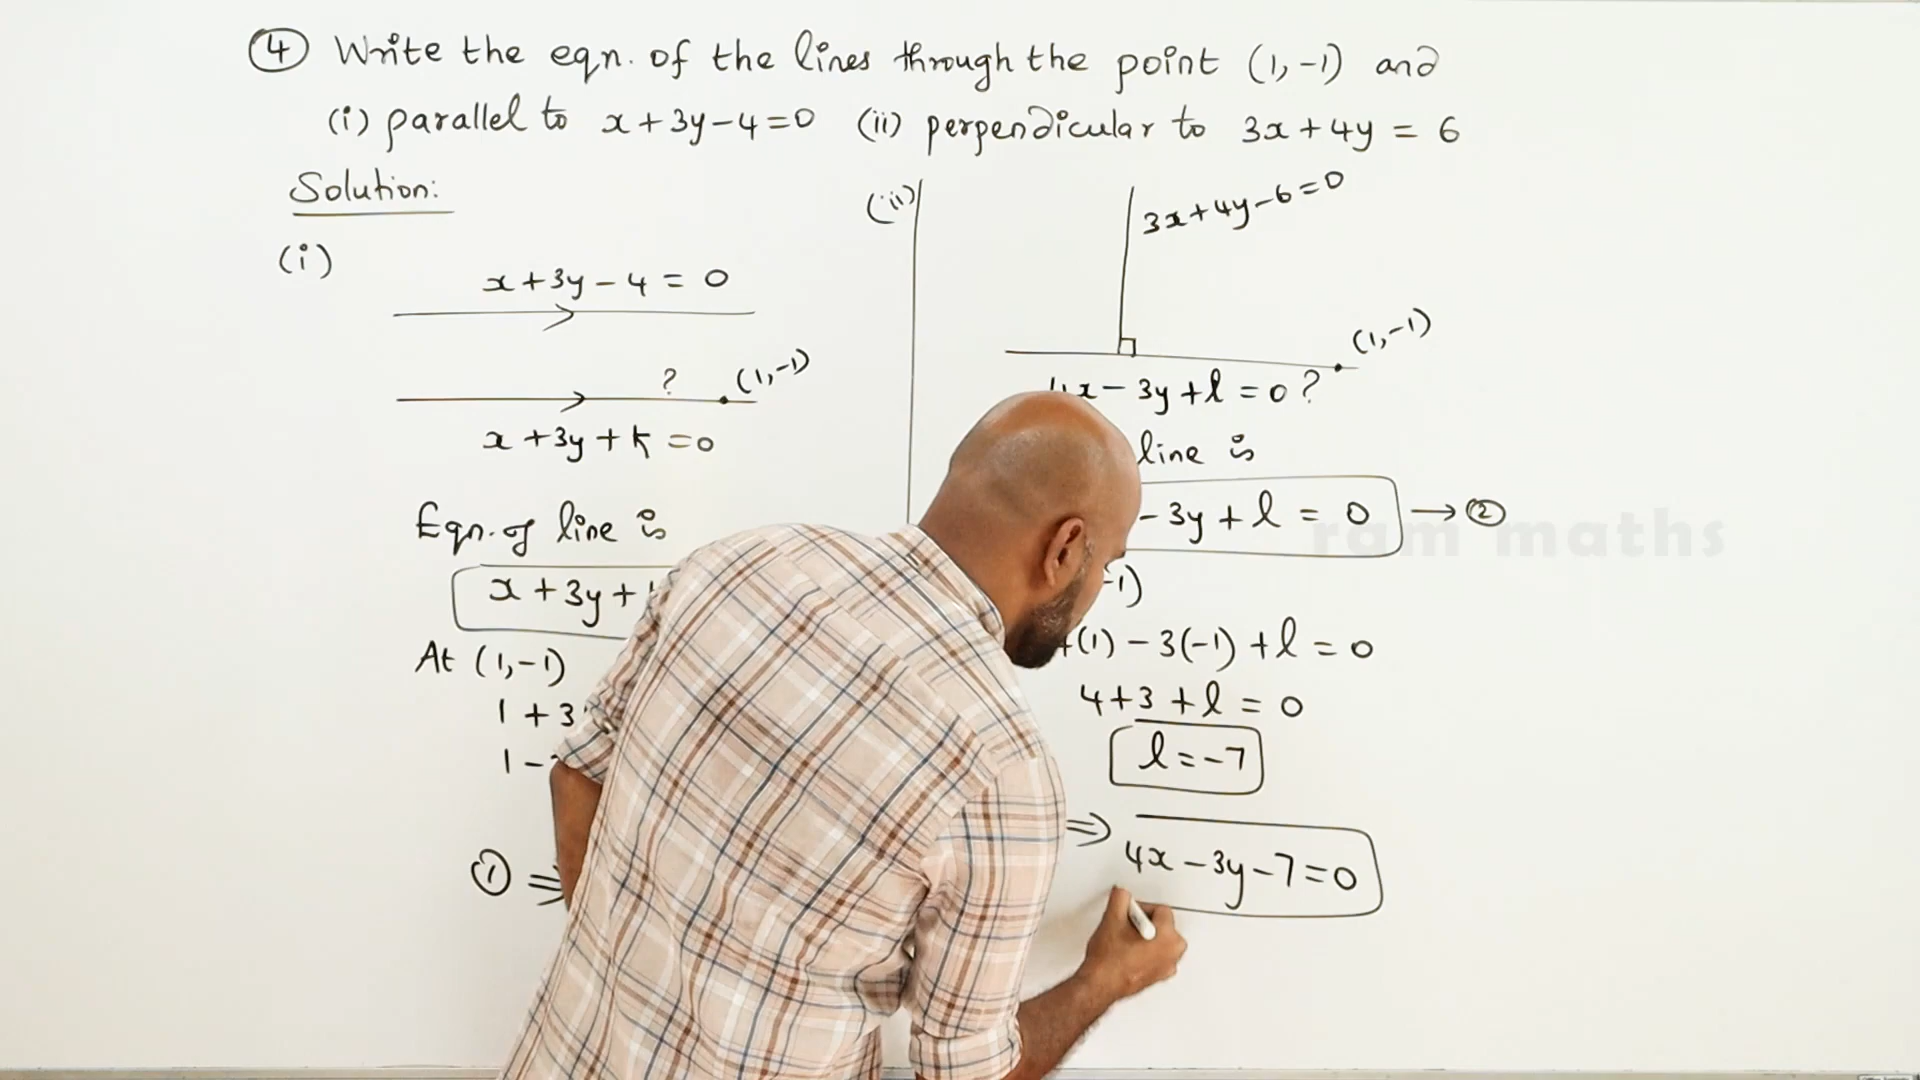 ④ Write the eqn. of the lines through the point (1,-1) and
(i) parallel to x+3y-4=0 (ii) perpendicular to 3x+4y = 6
Solution:
(i)
x+3y-4 = 0
? (1,-1)
x+3y+k=0
Eqn. of line is
x+3y+
At (1,-1)
1+3
1-
① ⇒
(ii)
3x+4y-6=0
(1,-1)
x-3y+l=0?
line is
-3y+l = 0 → ②
-1)
(1)-3(-1)+l = 0
4+3+l = 0
l=-7
⇒ 4x-3y-7=0
ram maths